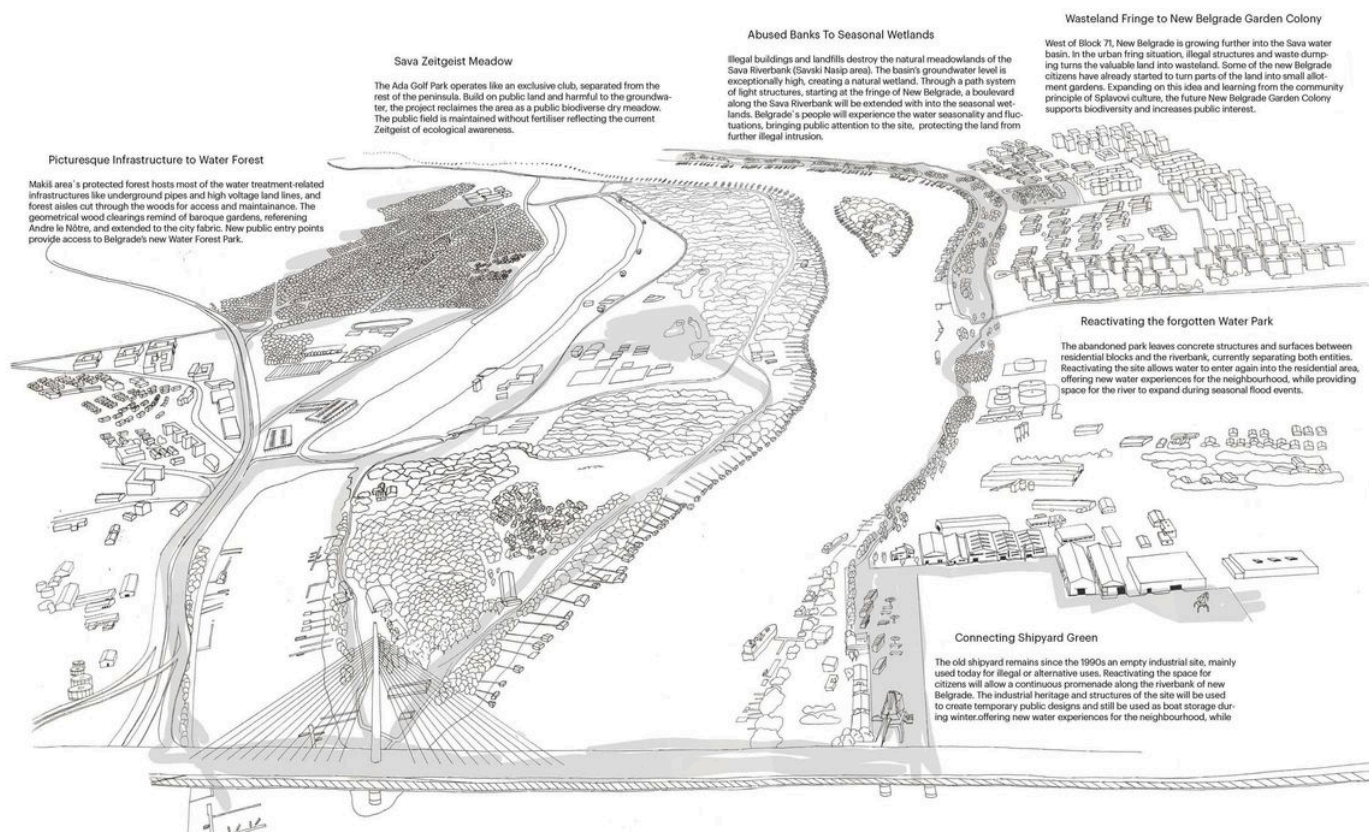 Wasteland Fringe to New Belgrade Garden Colony
West of Block 71, New Belgrade is growing further into the Sava water
basin. In the urban fring situation, illegal structures and waste dump-
ing turns the valuable land into wasteland. Some of the new Belgrade
citizens have already started to turn parts of the land into small allot-
ment gardens. Expanding on this idea and learning from the community
principle of Splavovi culture, the future New Belgrade Garden Colony
supports biodiversity and increases public interest.
Abused Banks To Seasonal Wetlands
Illegal buildings and landfills destroy the natural meadowlands of the
Sava Riverbank (Savski Nasip area). The basin's groundwater level is
exceptionally high, creating a natural wetland. Through a path system
of light structures, starting at the fringe of New Belgrade, a boulevard
along the Sava Riverbank will be extended with into the seasonal wet-
lands. Belgrade`s people will experience the water seasonality and fluc-
tuations, bringing public attention to the site, protecting the land from
further illegal intrusion.
Sava Zeitgeist Meadow
The Ada Golf Park operates like an exclusive club, separated from the
rest of the peninsula. Build on public land and harmful to the groundwa-
ter, the project reclaimes the area as a public biodiverse dry meadow.
The public field is maintained without fertiliser reflecting the current
Zeitgeist of ecological awareness.
Picturesque Infrastructure to Water Forest
Makiš area`s protected forest hosts most of the water treatment-related
infrastructures like underground pipes and high voltage land lines, and
forest aisles cut through the woods for access and maintainance. The
geometrical wood clearings remind of baroque gardens, referening
Andre le Nôtre, and extended to the city fabric. New public entry points
provide access to Belgrade's new Water Forest Park.
Reactivating the forgotten Water Park
The abandoned park leaves concrete structures and surfaces between
residential blocks and the riverbank, currently separating both entities.
Reactivating the site allows water to enter again into the residential area,
offering new water experiences for the neighbourhood, while providing
space for the river to expand during seasonal flood events.
Connecting Shipyard Green
The old shipyard remains since the 1990s an empty industrial site, mainly
used today for illegal or alternative uses. Reactivating the space for
citizens will allow a continuous promenade along the riverbank of new
Belgrade. The industrial heritage and structures of the site will be used
to create temporary public designs and still be used as boat storage dur-
ing winter.offering new water experiences for the neighbourhood, while